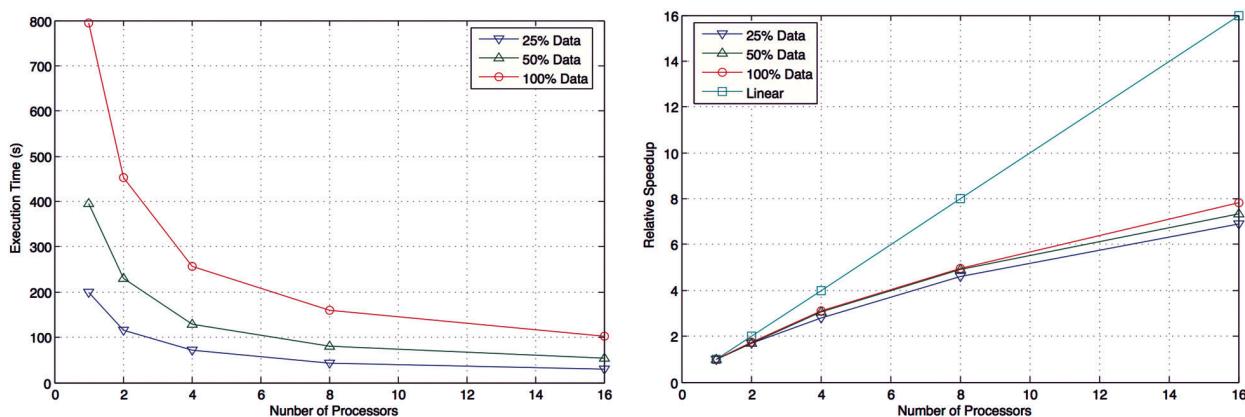 800
700
600
500
400
300
200
100
0
Execution Time (s)
25% Data
50% Data
100% Data
0 2 4 6 8 10 12 14 16
Nunber of Processors
16
14
12
10
8
6
4
2
0
Relative Speedup
25% Data
50% Data
100% Data
Linear
0 2 4 6 8 10 12 14 16
Number of Processors